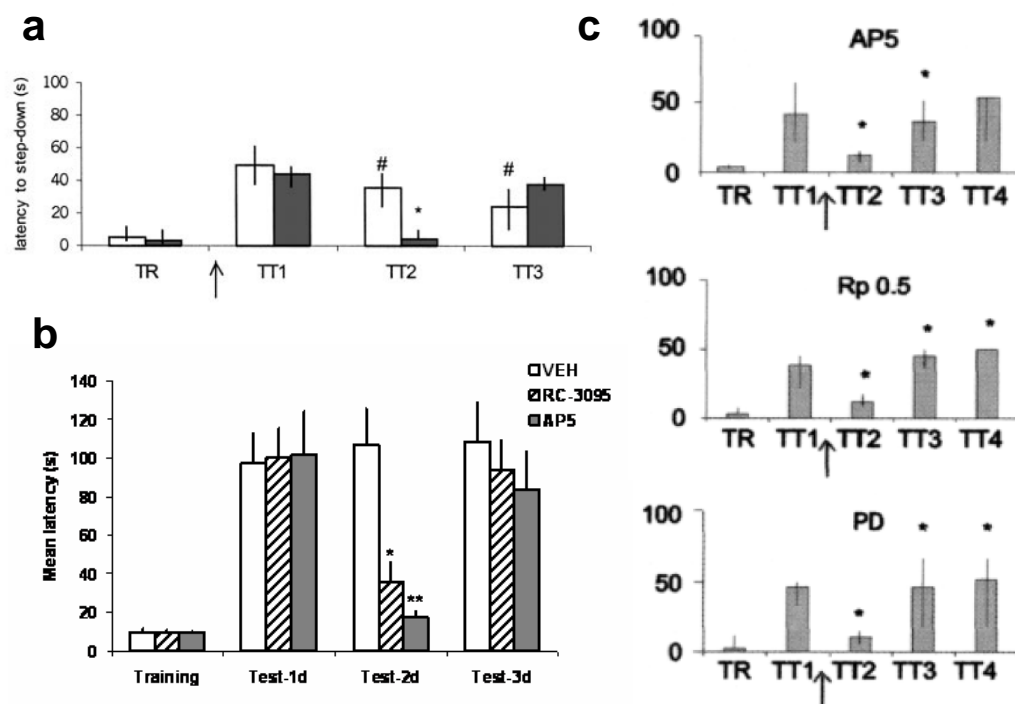 a
latency to step-down (s)
100
80
60
40
20
0
#
*
#
TR
TT1
TT2
TT3
b
Mean latency (s)
140
120
100
80
60
40
20
0
VEH
RC-3095
AP5
*
**
Training
Test-1d
Test-2d
Test-3d
c
AP5
100
50
0
*
*
TR
TT1
TT2
TT3
TT4
Rp 0.5
100
50
0
*
*
*
TR
TT1
TT2
TT3
TT4
PD
100
50
0
*
*
*
TR
TT1
TT2
TT3
TT4